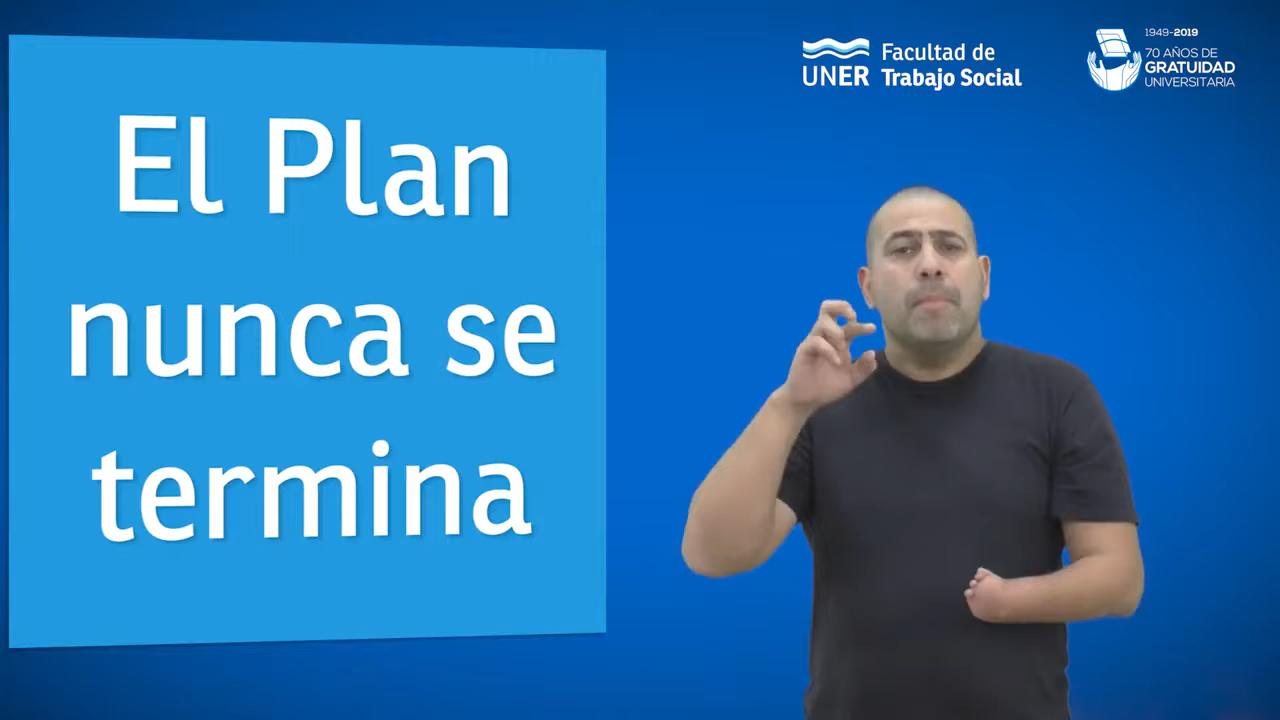 El Plan
nunca se
termina
UNER
Facultad de
Trabajo Social
1949-2019
70 AÑOS DE
GRATUIDAD
UNIVERSITARIA